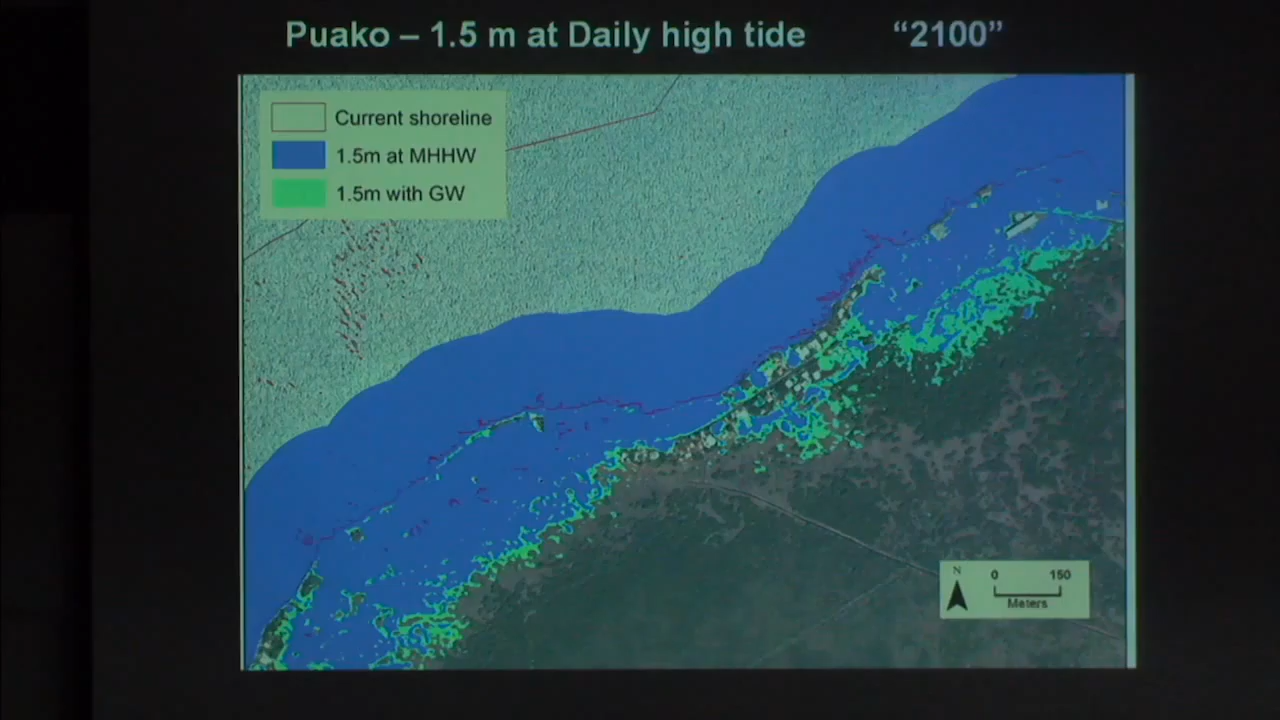 Puako – 1.5 m at Daily high tide “2100”
Current shoreline
1.5m at MHHW
1.5m with GW
N
0 150
Meters